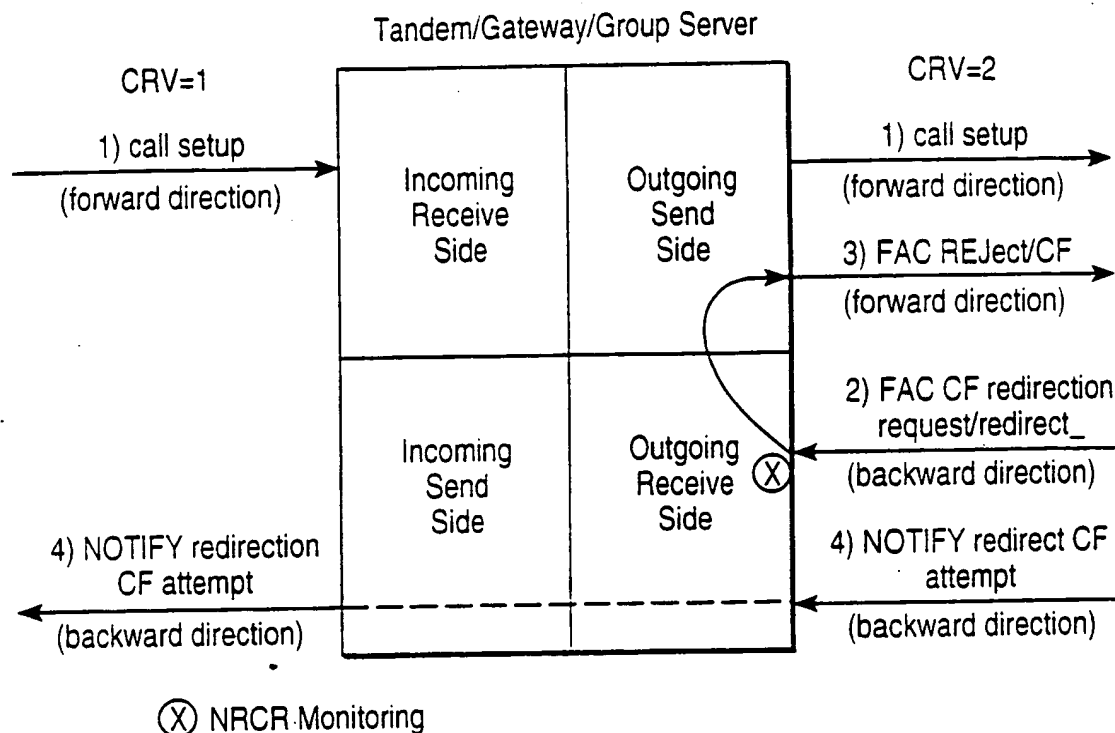 Tandem/Gateway/Group Server
CRV=1
CRV=2
1) call setup
(forward direction)
Incoming
Receive
Side
Outgoing
Send
Side
1) call setup
(forward direction)
3) FAC REJect/CF
(forward direction)
2) FAC CF redirection
request/redirect_
(backward direction)
Incoming
Send
Side
Outgoing
Receive
Side
X
4) NOTIFY redirection
CF attempt
(backward direction)
4) NOTIFY redirect CF
attempt
(backward direction)
X NRCR Monitoring